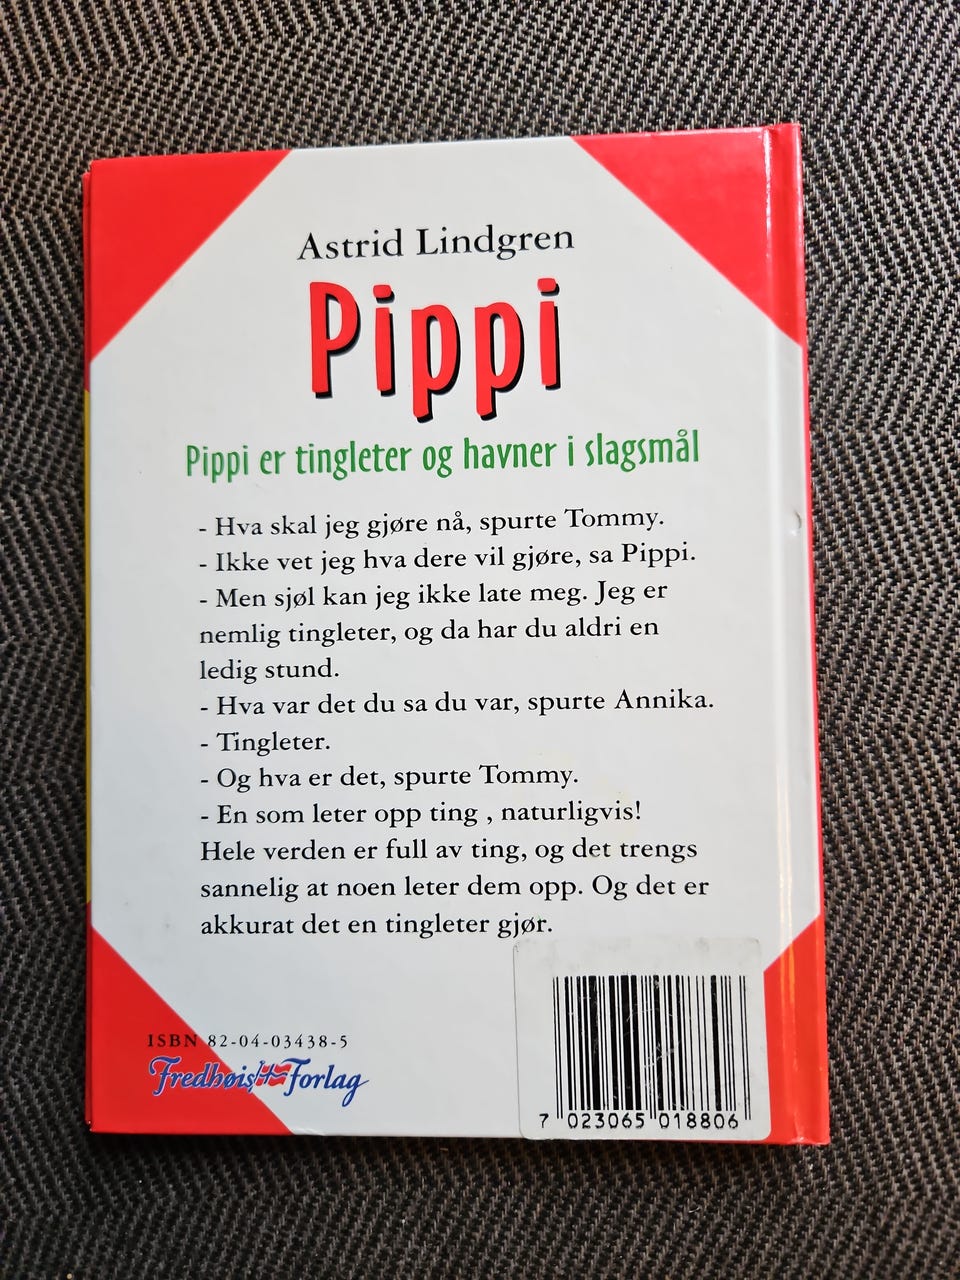 Astrid Lindgren
Pippi
Pippi er tingleter og havner i slagsmål
- Hva skal jeg gjøre nå, spurte Tommy.
- Ikke vet jeg hva dere vil gjøre, sa Pippi.
- Men sjøl kan jeg ikke late meg. Jeg er
nemlig tingleter, og da har du aldri en
ledig stund.
- Hva var det du sa du var, spurte Annika.
- Tingleter.
- Og hva er det, spurte Tommy.
- En som leter opp ting , naturligvis!
Hele verden er full av ting, og det trengs
sannelig at noen leter dem opp. Og det er
akkurat det en tingleter gjør.
ISBN 82-04-03438-5
Fredhøis Forlag
7 023065 018806